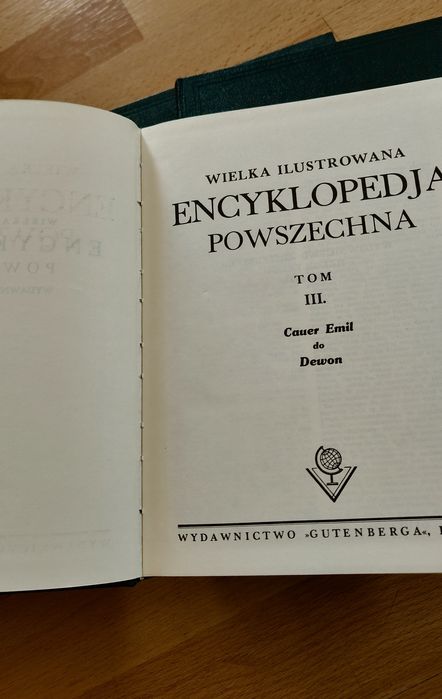 WIELKA ILUSTROWANA
ENCYKLOPEDJA
POWSZECHNA
TOM
III.
Cauer Emil
do
Dewon
WYDAWNICTWO »GUTENBERGA«,